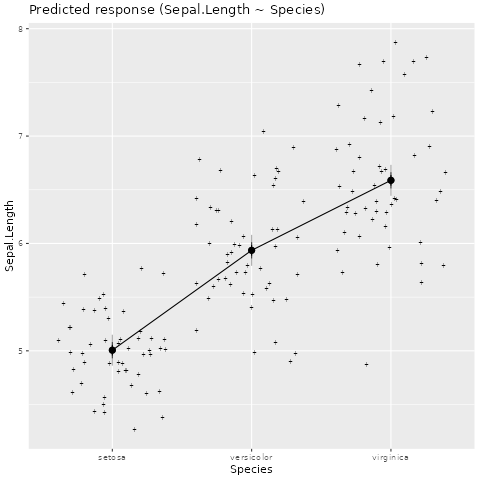 Predicted response (Sepal.Length ~ Species)
8
7
6
5
Sepal.Length
setosa
versicolor
virginica
Species